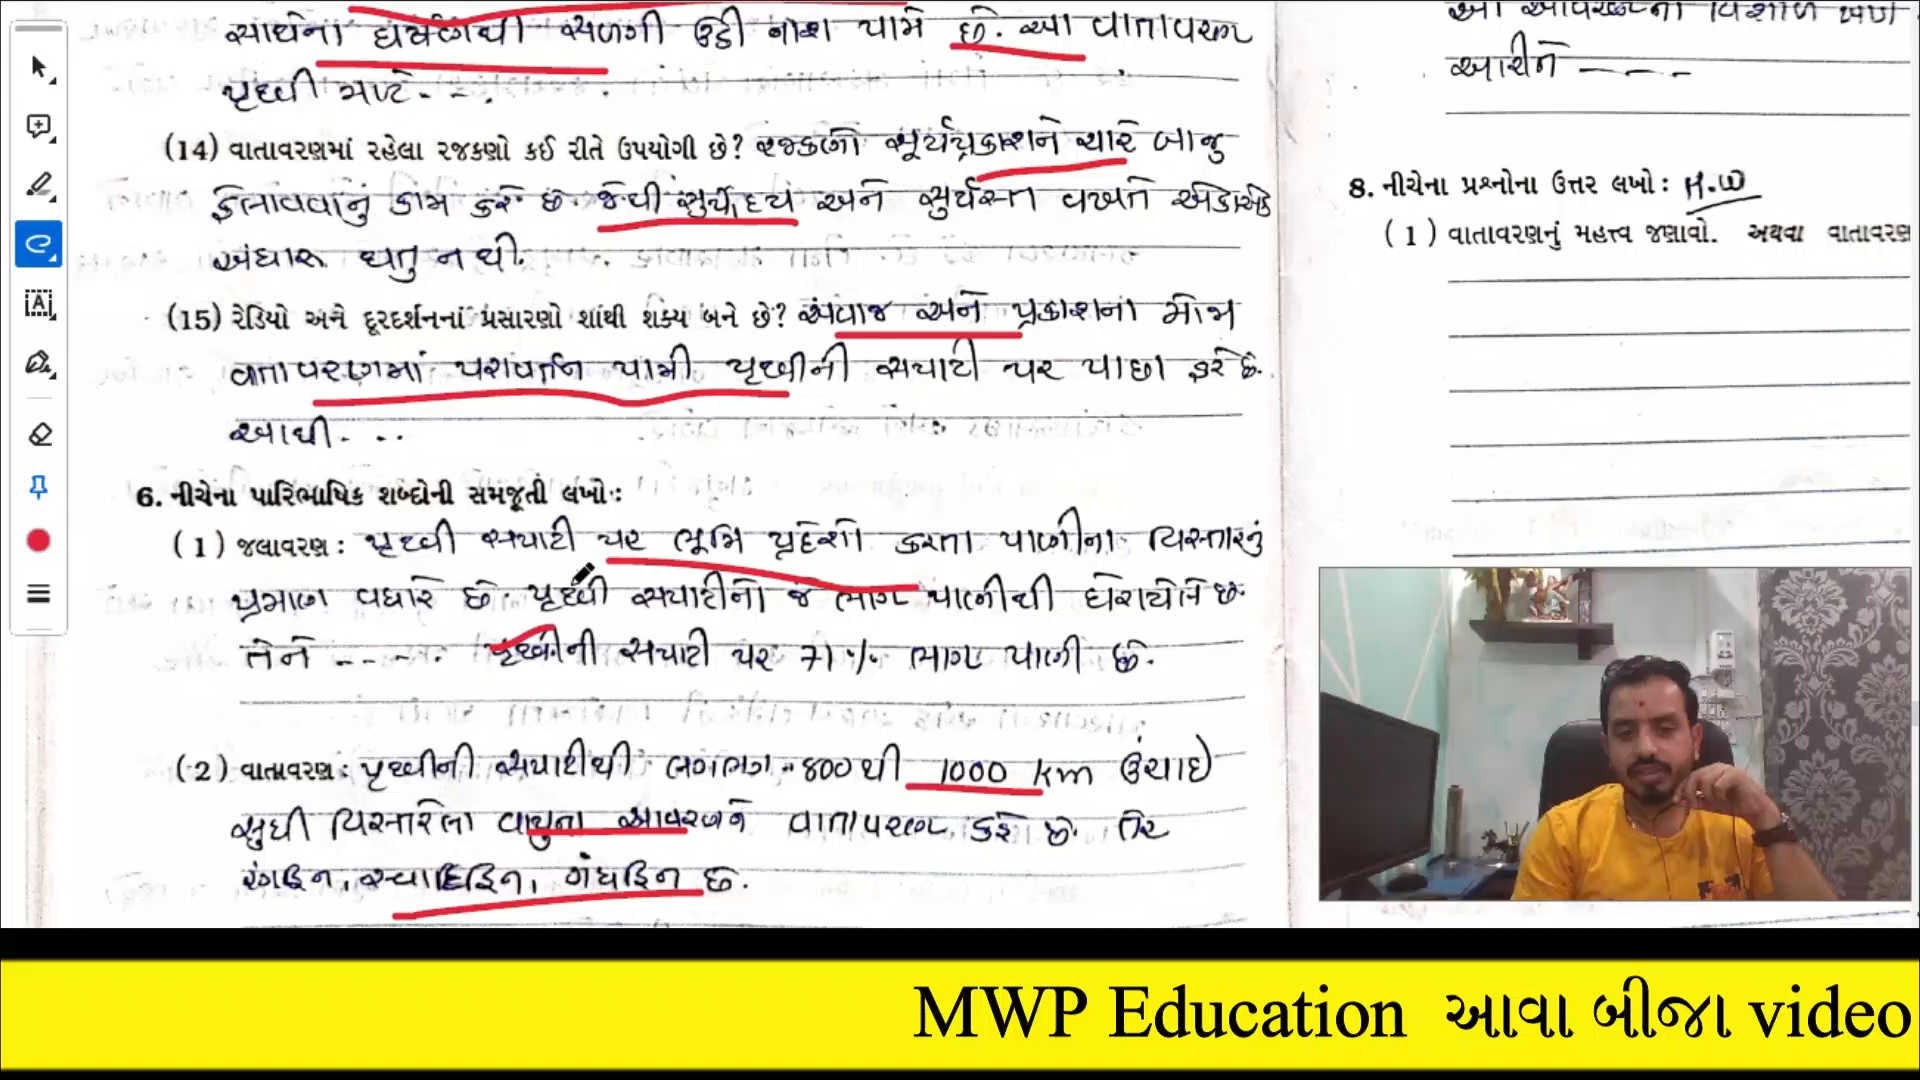 સાથેના ઘર્ષણથી સળગી ઉઠી નાશ પામે છે. આ વાતાવરણ
પૃથ્વી માટે- - .
(14) વાતાવરણમાં રહેલા રજકણો કઈ રીતે ઉપયોગી છે? રજકણો સૂર્યપ્રકાશને ચારે બાજુ
ફેલાવવાનું કામ કરે છે જેથી સુર્યોદય અને સુર્યાસ્ત વખતે એકાએક
અંધારુ થતુ નથી.
(15) રેડિયો અને દૂરદર્શનનાં પ્રસારણો શાંથી શક્ય બને છે? અવાજ અને પ્રકાશના મોજા
વાતાવરણમાં પરાવર્તન પામી પૃથ્વીની સપાટી પર પાછા ફરે છે.
આથી. ..
6. નીચેના પારિભાષિક શબ્દોની સમજૂતી લખો :
(1) જલાવરણ : પૃથ્વી સપાટી પર ભૂમિ પ્રદેશો કરતા પાણીના વિસ્તારનું
પ્રમાણ વધારે છે. પૃથ્વી સપાટીનો જે ભાગ પાણીથી ઘેરાયેલે છે.
તેને - - - - . પૃથ્વીની સપાટી પર 71% ભાગ પાણી છે.
(2) વાતાવરણ : પૃથ્વીની સપાટીથી લગભગ 800 થી 1000 km ઉંચાઇ
સુધી વિસ્તરેલા વાયુના આવરણને વાતાવરણ કહે છે. તે
રંગહિન, સ્વાદહિન, ગંધહિન છે.
આ આવરણના વિશાળ
આથીને - - - -
8. નીચેના પ્રશ્નોના ઉત્તર લખો : H.W
(1) વાતાવરણનું મહત્ત્વ જણાવો. અથવા વાતાવરણ
MWP Education આવા બીજા video